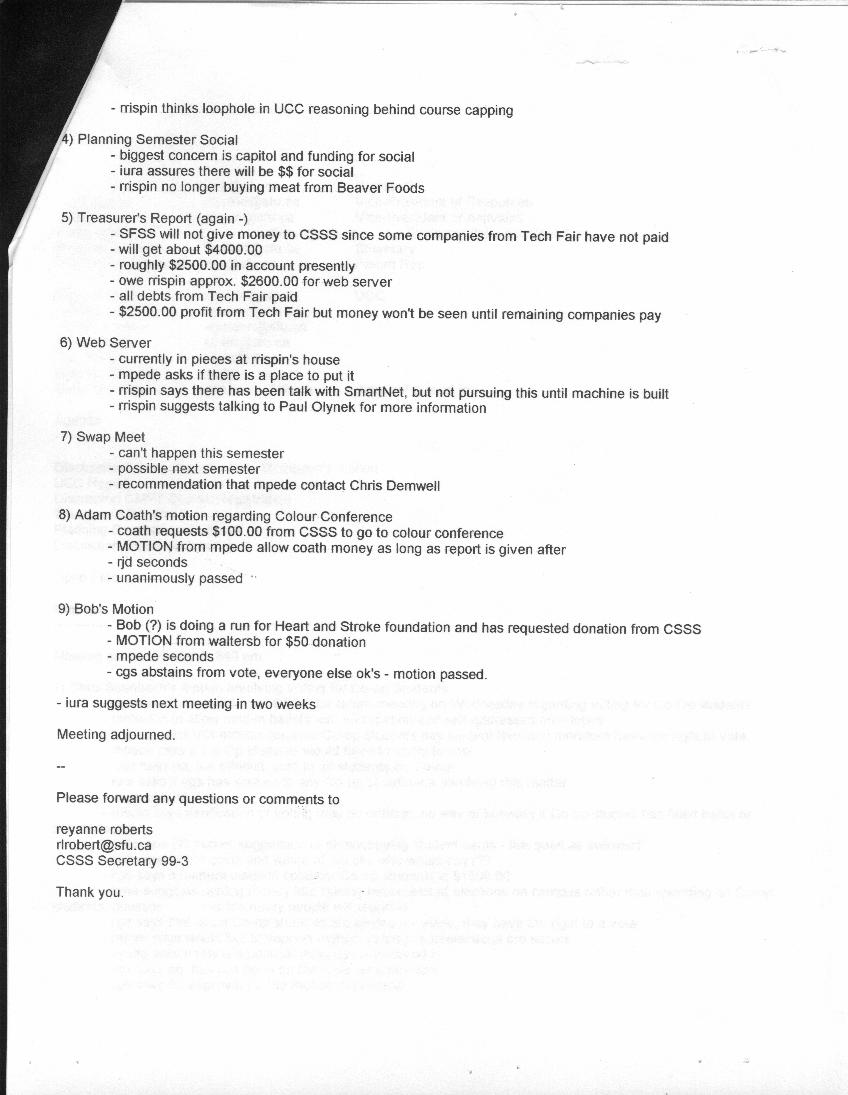 - rrispin thinks loophole in UCC reasoning behind course capping
4) Planning Semester Social
- biggest concern is capitol and funding for social
- iura assures there will be $$ for social
- rrispin no longer buying meat from Beaver Foods
5) Treasurer's Report (again -)
- SFSS will not give money to CSSS since some companies from Tech Fair have not paid
- will get about $4000.00
- roughly $2500.00 in account presently
- owe rrispin approx. $2600.00 for web server
- all debts from Tech Fair paid
- $2500.00 profit from Tech Fair but money won't be seen until remaining companies pay
6) Web Server
- currently in pieces at rrispin's house
- mpede asks if there is a place to put it
- rrispin says there has been talk with SmartNet, but not pursuing this until machine is built
- rrispin suggests talking to Paul Olynek for more information
7) Swap Meet
- can't happen this semester
- possible next semester
- recommendation that mpede contact Chris Demwell
8) Adam Coath's motion regarding Colour Conference
- coath requests $100.00 from CSSS to go to colour conference
- MOTION from mpede allow coath money as long as report is given after
- rjd seconds
- unanimously passed
9) Bob's Motion
- Bob (?) is doing a run for Heart and Stroke foundation and has requested donation from CSSS
- MOTION from waltersb for $50 donation
- mpede seconds
- cgs abstains from vote, everyone else ok's - motion passed.
- iura suggests next meeting in two weeks
Meeting adjourned.
--
Please forward any questions or comments to
reyanne roberts
rlrobert@sfu.ca
CSSS Secretary 99-3
Thank you.